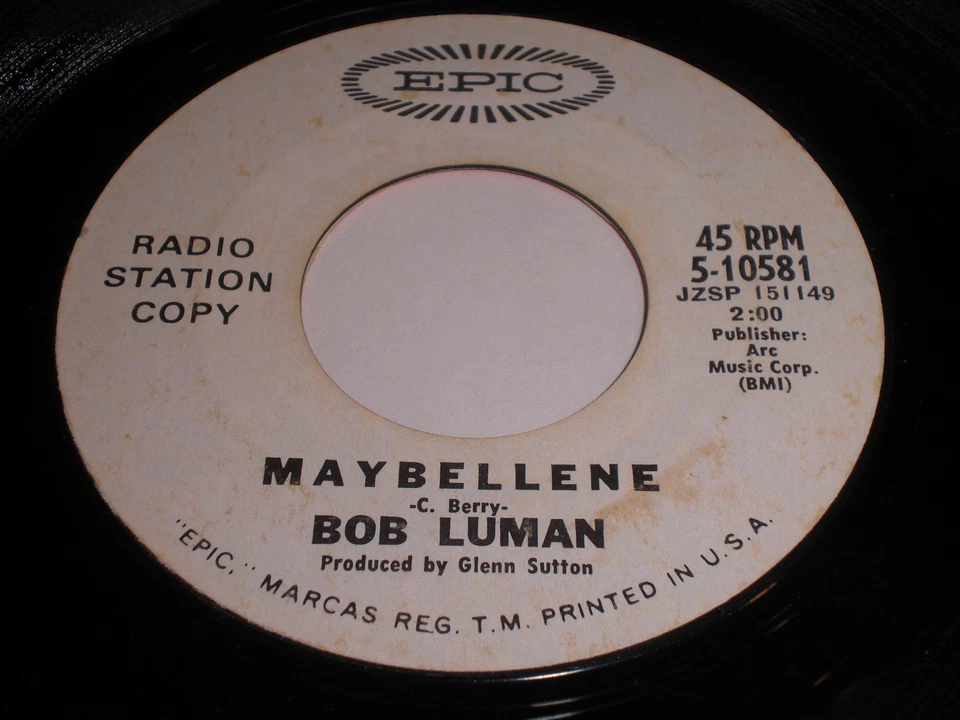 EPIC
RADIO
STATION
COPY
45 RPM
5-10581
JZSP 151149
2:00
Publisher:
Arc
Music Corp.
(BMI)
MAYBELLENE
-C. Berry-
BOB LUMAN
Produced by Glenn Sutton
"EPIC," MARCAS REG. T.M. PRINTED IN U.S.A.